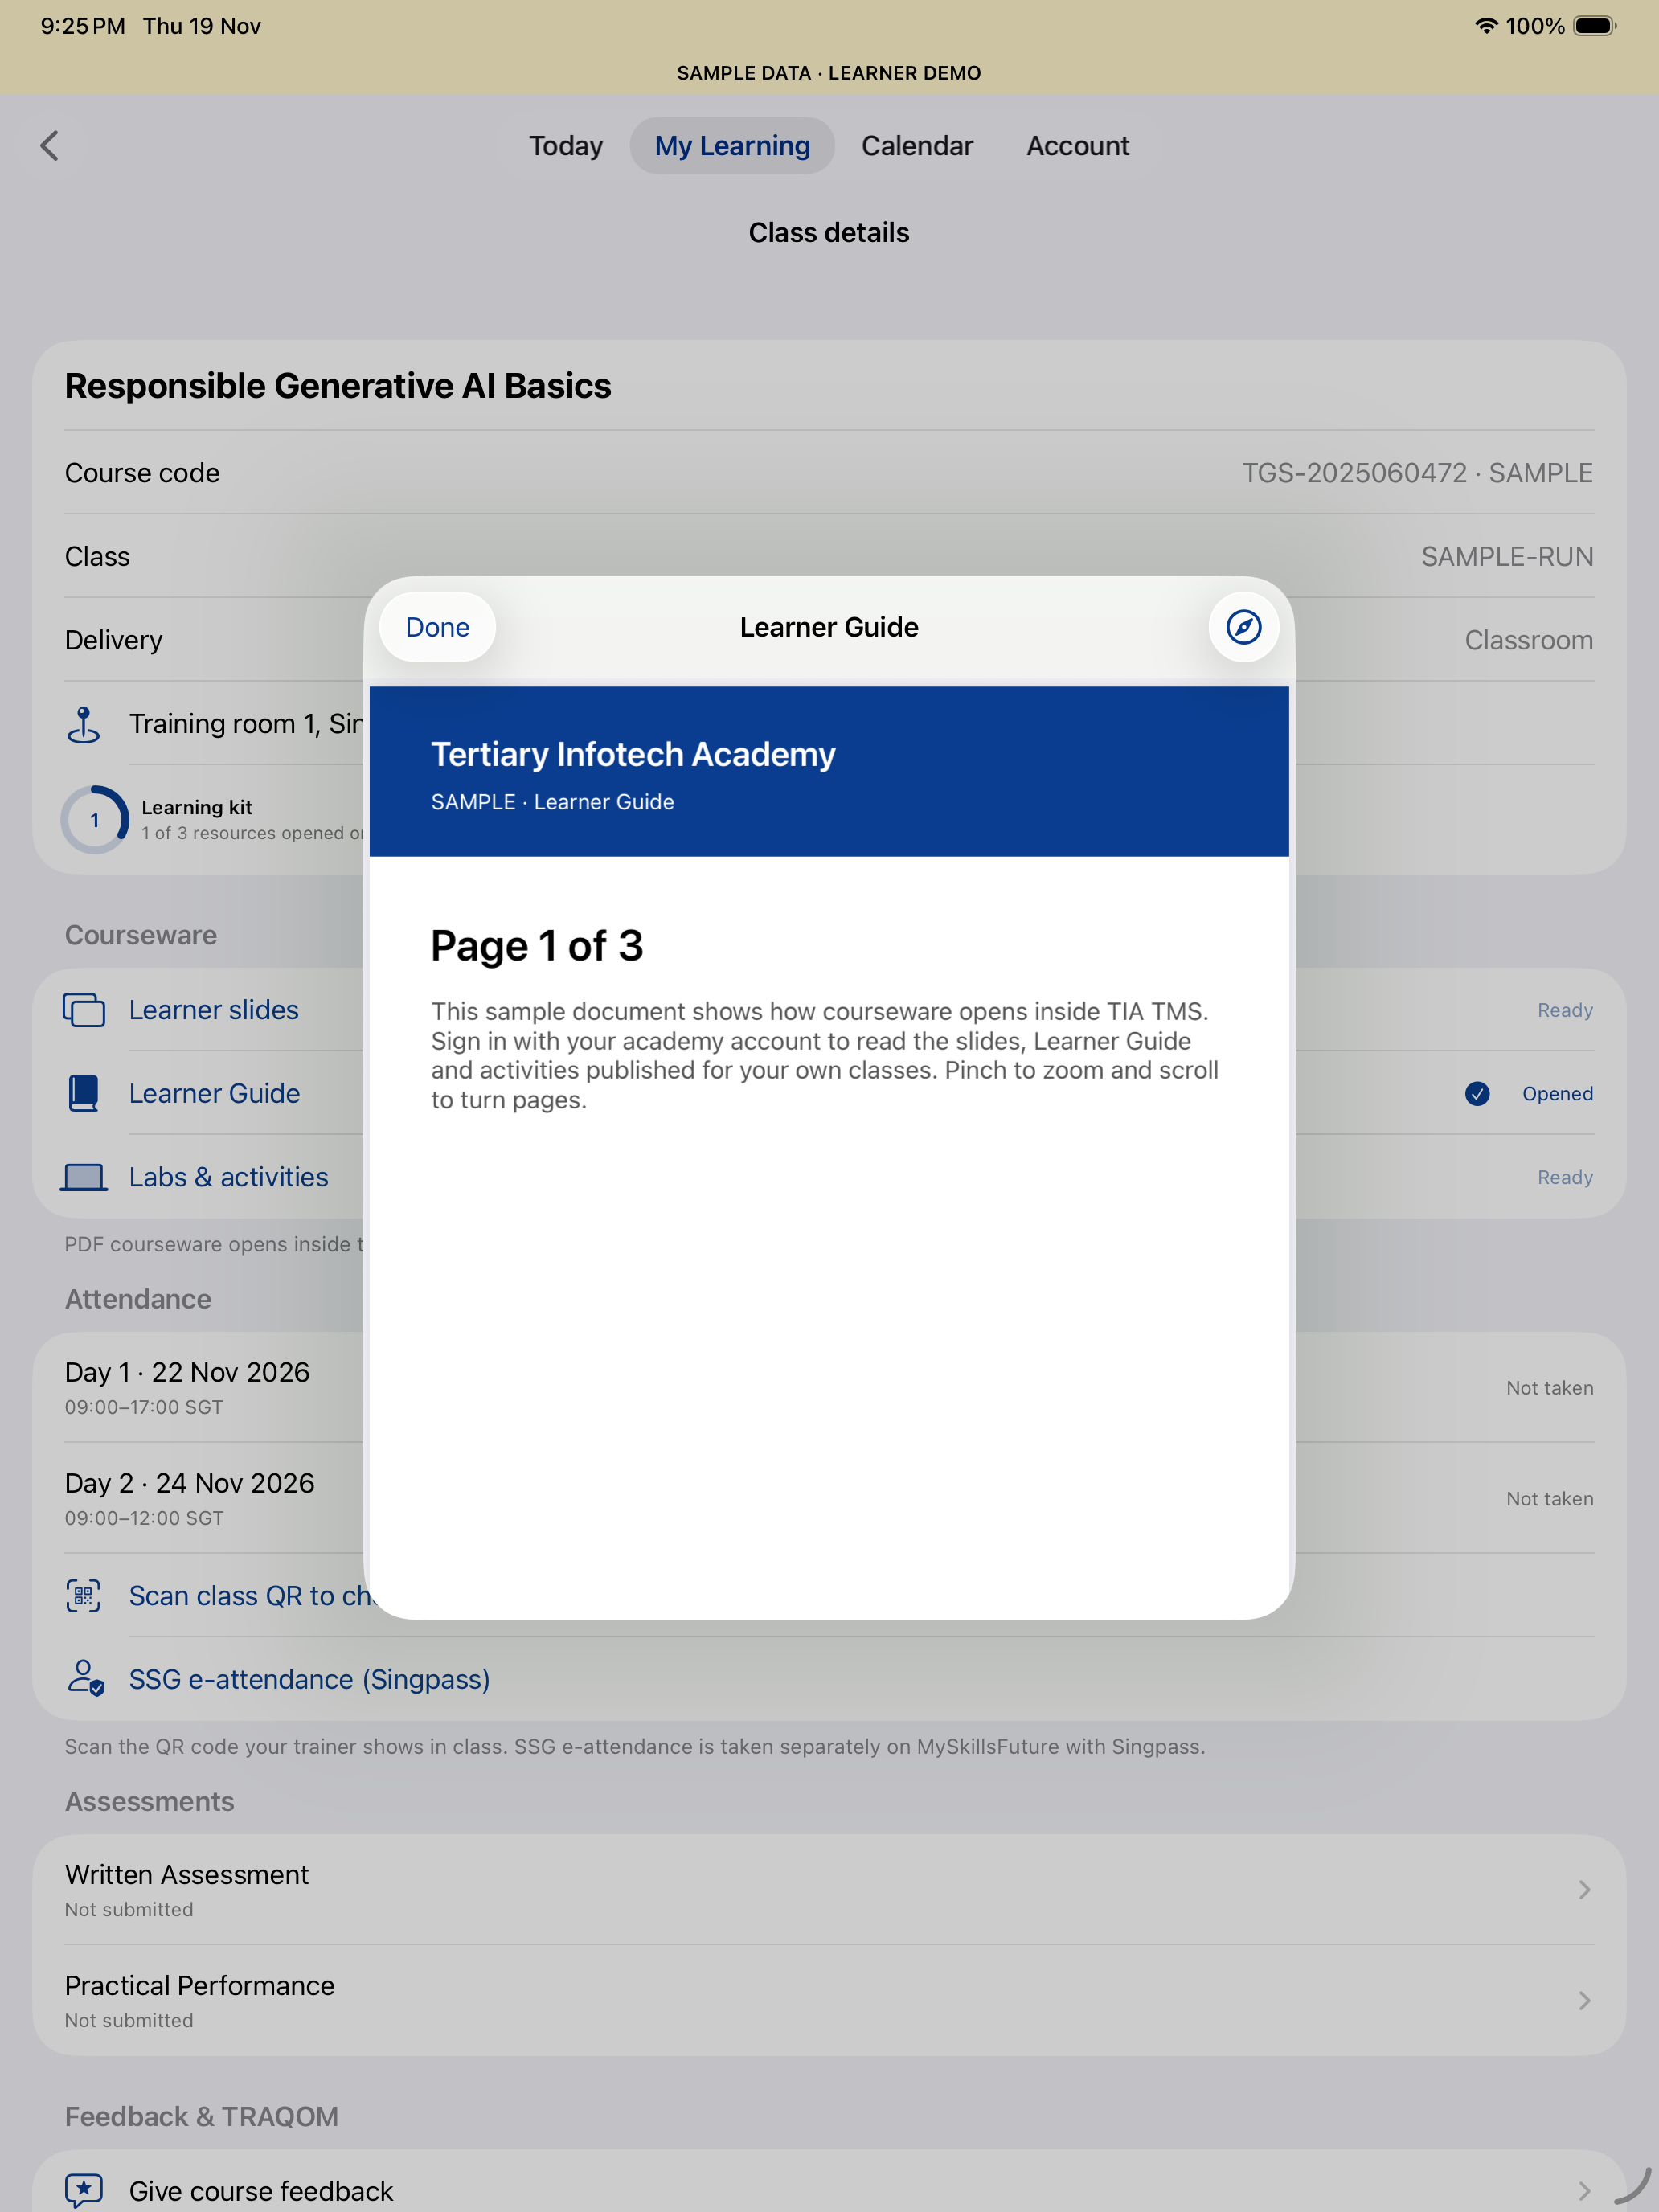 9:25 PM Thu 19 Nov
100%
SAMPLE DATA · LEARNER DEMO
Today
My Learning
Calendar
Account
Class details
Responsible Generative AI Basics
Course code
TGS-2025060472 · SAMPLE
Class
SAMPLE-RUN
Delivery
Classroom
Training room 1,
1
Learning kit
1 of 3 resources opened
Done
Learner Guide
Tertiary Infotech Academy
SAMPLE · Learner Guide
Page 1 of 3
This sample document shows how courseware opens inside TIA TMS.
Sign in with your academy account to read the slides, Learner Guide
and activities published for your own classes. Pinch to zoom and scroll
to turn pages.
Courseware
Learner slides
Ready
Learner Guide
Opened
Labs & activities
Ready
PDF courseware opens inside
Attendance
Day 1 · 22 Nov 2026
09:00–17:00 SGT
Not taken
Day 2 · 24 Nov 2026
09:00–12:00 SGT
Not taken
Scan class QR to
SSG e-attendance (Singpass)
Scan the QR code your trainer shows in class. SSG e-attendance is taken separately on MySkillsFuture with Singpass.
Assessments
Written Assessment
Not submitted
Practical Performance
Not submitted
Feedback & TRAQOM
Give course feedback